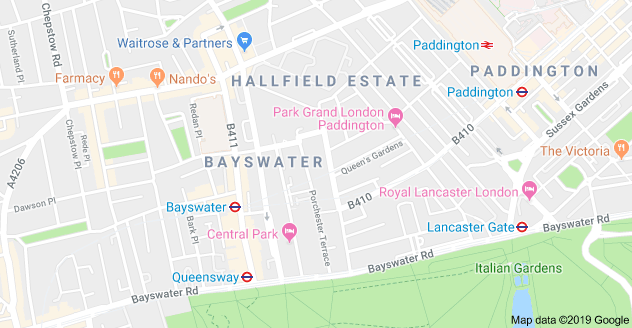 Sutherland Pl
Chepstow Rd
Waitrose & Partners
Paddington
Farmacy
Nando's
HALLFIELD ESTATE
PADDINGTON
Paddington
Sussex Gardens
Park Grand London
Paddington
Chepstow Pl
Rede Pl
Redan Pl
B411
B410
The Victoria
A4206
BAYSWATER
Queen's Gardens
Porchester Terrace
Royal Lancaster London
Dawson Pl
Bayswater
Bark Pl
B410
Central Park
Lancaster Gate
Bayswater Rd
Queensway
Bayswater Rd
Italian Gardens
Bayswater Rd
Map data ©2019 Google